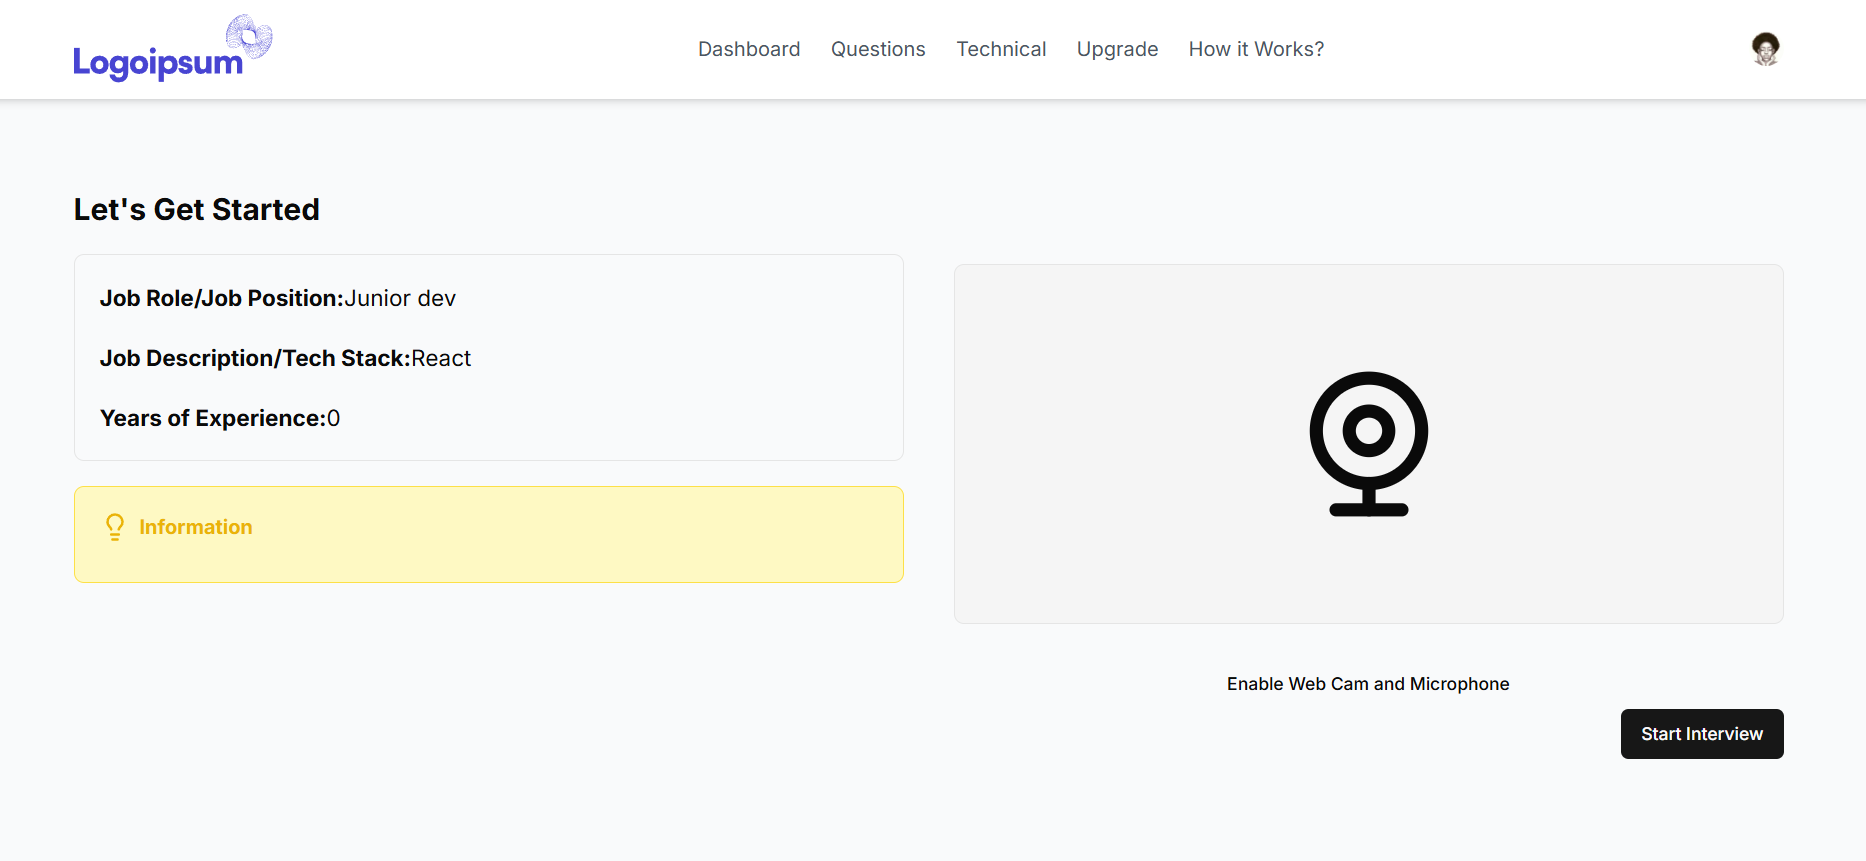 Logoipsum
Dashboard Questions Technical Upgrade How it Works?
Let's Get Started
Job Role/Job Position:Junior dev
Job Description/Tech Stack:React
Years of Experience:0
Information
Enable Web Cam and Microphone
Start Interview